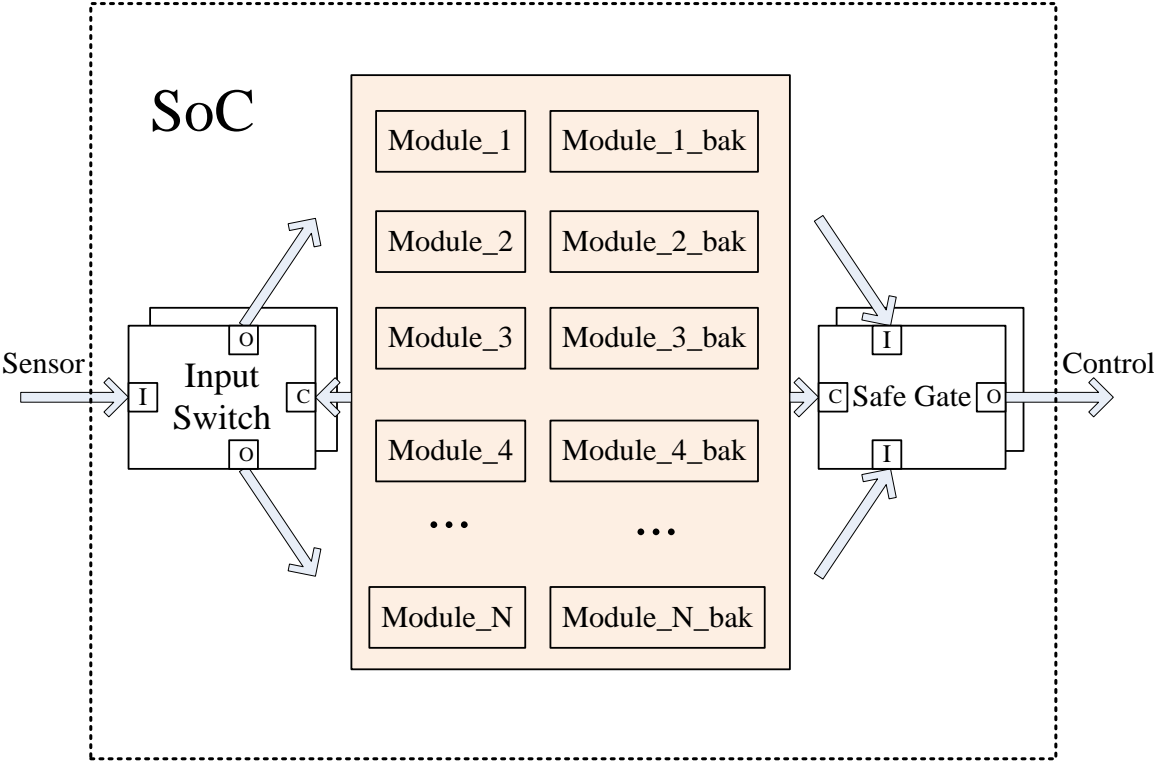 SoC
Module_1 Module_1_bak
Module_2 Module_2_bak
Module_3 Module_3_bak
Module_4 Module_4_bak
... ...
Module_N Module_N_bak
Sensor
I
O
Input
Switch
C
O
I
C
Safe Gate
O
I
Control